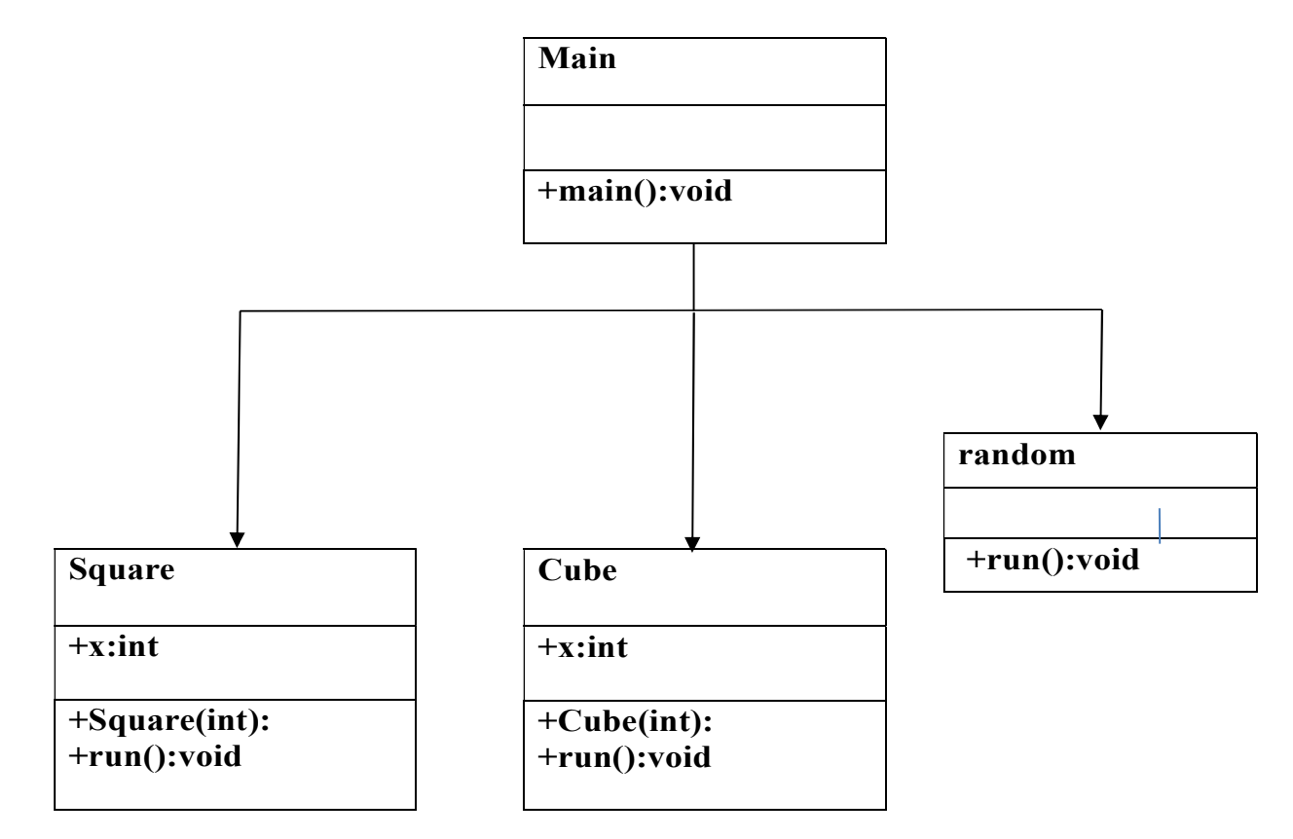 Main
+main():void
random
+run():void
Square
+x:int
+Square(int):
+run():void
Cube
+x:int
+Cube(int):
+run():void